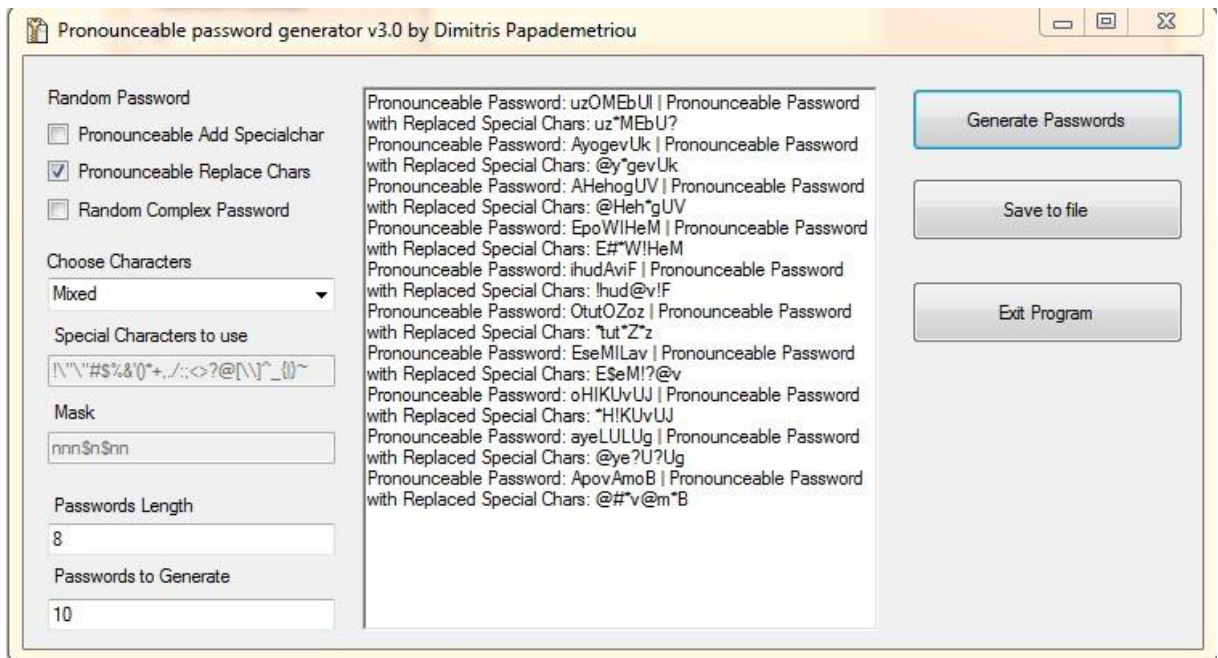 Pronounceable password generator v3.0 by Dimitris Papademetriou
Random Password
Pronounceable Add Specialchar
Pronounceable Replace Chars
Random Complex Password
Choose Characters
Mixed
Special Characters to use
!\"\"#$%&'()*+,./:;<>?@[\\]^_{|}~
Mask
nnn$n$nn
Passwords Length
8
Passwords to Generate
10
Pronounceable Password: uzOMEbUl | Pronounceable Password
with Replaced Special Chars: uz*MEbU?
Pronounceable Password: AyogevUk | Pronounceable Password
with Replaced Special Chars: @y*gevUk
Pronounceable Password: AHehogUV | Pronounceable Password
with Replaced Special Chars: @Heh*gUV
Pronounceable Password: EpoWIHeM | Pronounceable Password
with Replaced Special Chars: E#*W!HeM
Pronounceable Password: ihudAviF | Pronounceable Password
with Replaced Special Chars: !hud@v!F
Pronounceable Password: OtutOZoz | Pronounceable Password
with Replaced Special Chars: *tut*Z*z
Pronounceable Password: EseMILav | Pronounceable Password
with Replaced Special Chars: E$eM!?@v
Pronounceable Password: oHIKUvUJ | Pronounceable Password
with Replaced Special Chars: *H!KUvUJ
Pronounceable Password: ayeLULUg | Pronounceable Password
with Replaced Special Chars: @ye?U?Ug
Pronounceable Password: ApovAmoB | Pronounceable Password
with Replaced Special Chars: @#*v@m*B
Generate Passwords
Save to file
Exit Program